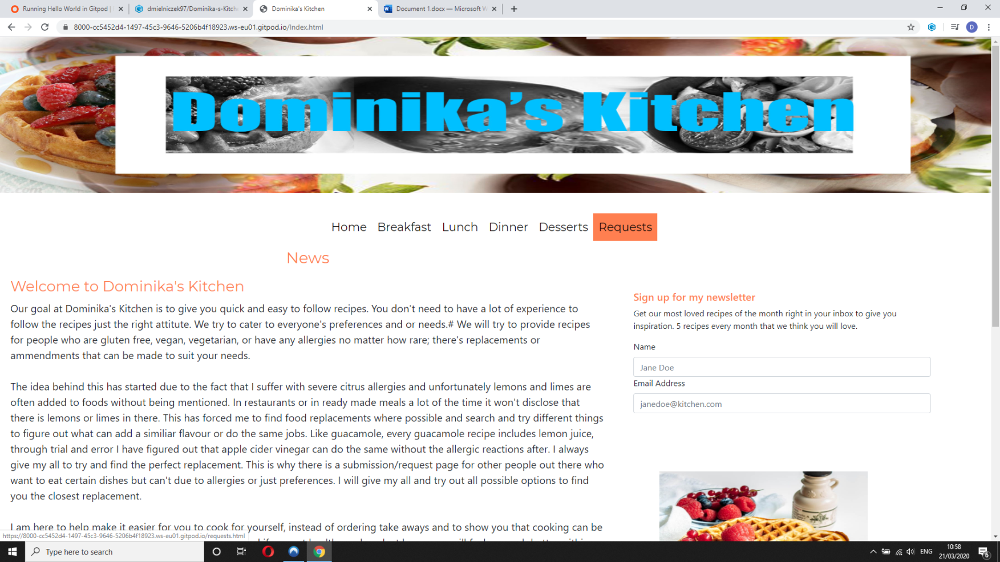 Running Hello World in Gitpod |
dmielniczek97/Dominika-s-Kitche
Dominika's Kitchen
Document 1.docx — Microsoft W
8000-cc5452d4-1497-45c3-9646-5206b4f18923.ws-eu01.gitpod.io/Index.html
D
Dominika's Kitchen
Home Breakfast Lunch Dinner Desserts Requests
News
Welcome to Dominika's Kitchen
Our goal at Dominika's Kitchen is to give you quick and easy to follow recipes. You don't need to have a lot of experience to
follow the recipes just the right attitute. We try to cater to everyone's preferences and or needs.# We will try to provide recipes
for people who are gluten free, vegan, vegetarian, or have any allergies no matter how rare; there's replacements or
ammendments that can be made to suit your needs.
The idea behind this has started due to the fact that I suffer with severe citrus allergies and unfortunately lemons and limes are
often added to foods without being mentioned. In restaurants or in ready made meals a lot of the time it won't disclose that
there is lemons or limes in there. This has forced me to find food replacements where possible and search and try different things
to figure out what can add a similiar flavour or do the same jobs. Like guacamole, every guacamole recipe includes lemon juice,
through trial and error I have figured out that apple cider vinegar can do the same without the allergic reactions after. I always
give my all to try and find the perfect replacement. This is why there is a submission/request page for other people out there who
want to eat certain dishes but can't due to allergies or just preferences. I will give my all and try out all possible options to find
you the closest replacement.
I am here to help make it easier for you to cook for yourself, instead of ordering take aways and to show you that cooking can be
Sign up for my newsletter
Get our most loved recipes of the month right in your inbox to give you
inspiration. 5 recipes every month that we think you will love.
Name
Jane Doe
Email Address
janedoe@kitchen.com
https://8000-cc5452d4-1497-45c3-9646-5206b4f18923.ws-eu01.gitpod.io/requests.html
Type here to search
ENG
10:58
21/03/2020
6